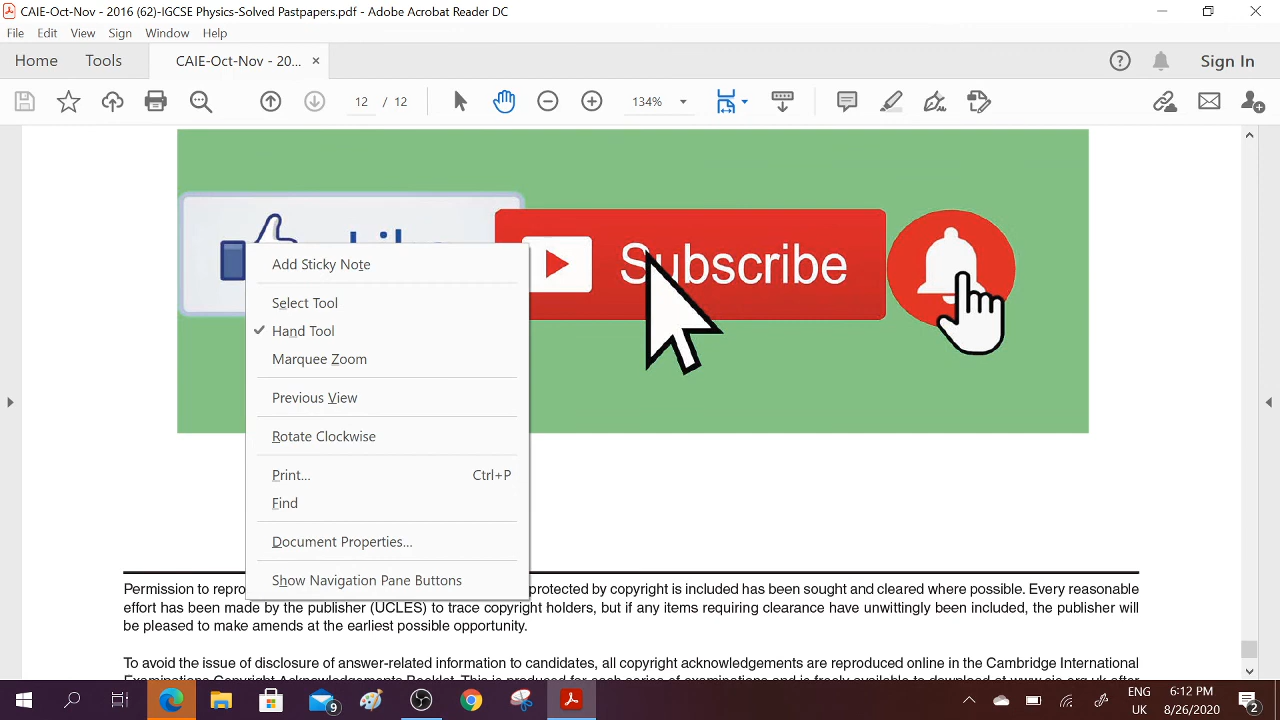 CAIE-Oct-Nov - 2016 (62)-IGCSE Physics-Solved Pastpapers.pdf - Adobe Acrobat Reader DC
File Edit View Sign Window Help
Home Tools CAIE-Oct-Nov - 20... × Sign In
12 / 12 134%
Subscribe
Add Sticky Note
Select Tool
Hand Tool
Marquee Zoom
Previous View
Rotate Clockwise
Print... Ctrl+P
Find
Document Properties...
Show Navigation Pane Buttons
Permission to protected by copyright is included has been sought and cleared where possible. Every reasonable
effort has been made by the publisher (UCLES) to trace copyright holders, but if any items requiring clearance have unwittingly been included, the publisher will
be pleased to make amends at the earliest possible opportunity.
To avoid the issue of disclosure of answer-related information to candidates, all copyright acknowledgements are reproduced online in the Cambridge International
ENG 6:12 PM
UK 8/26/2020
9
2